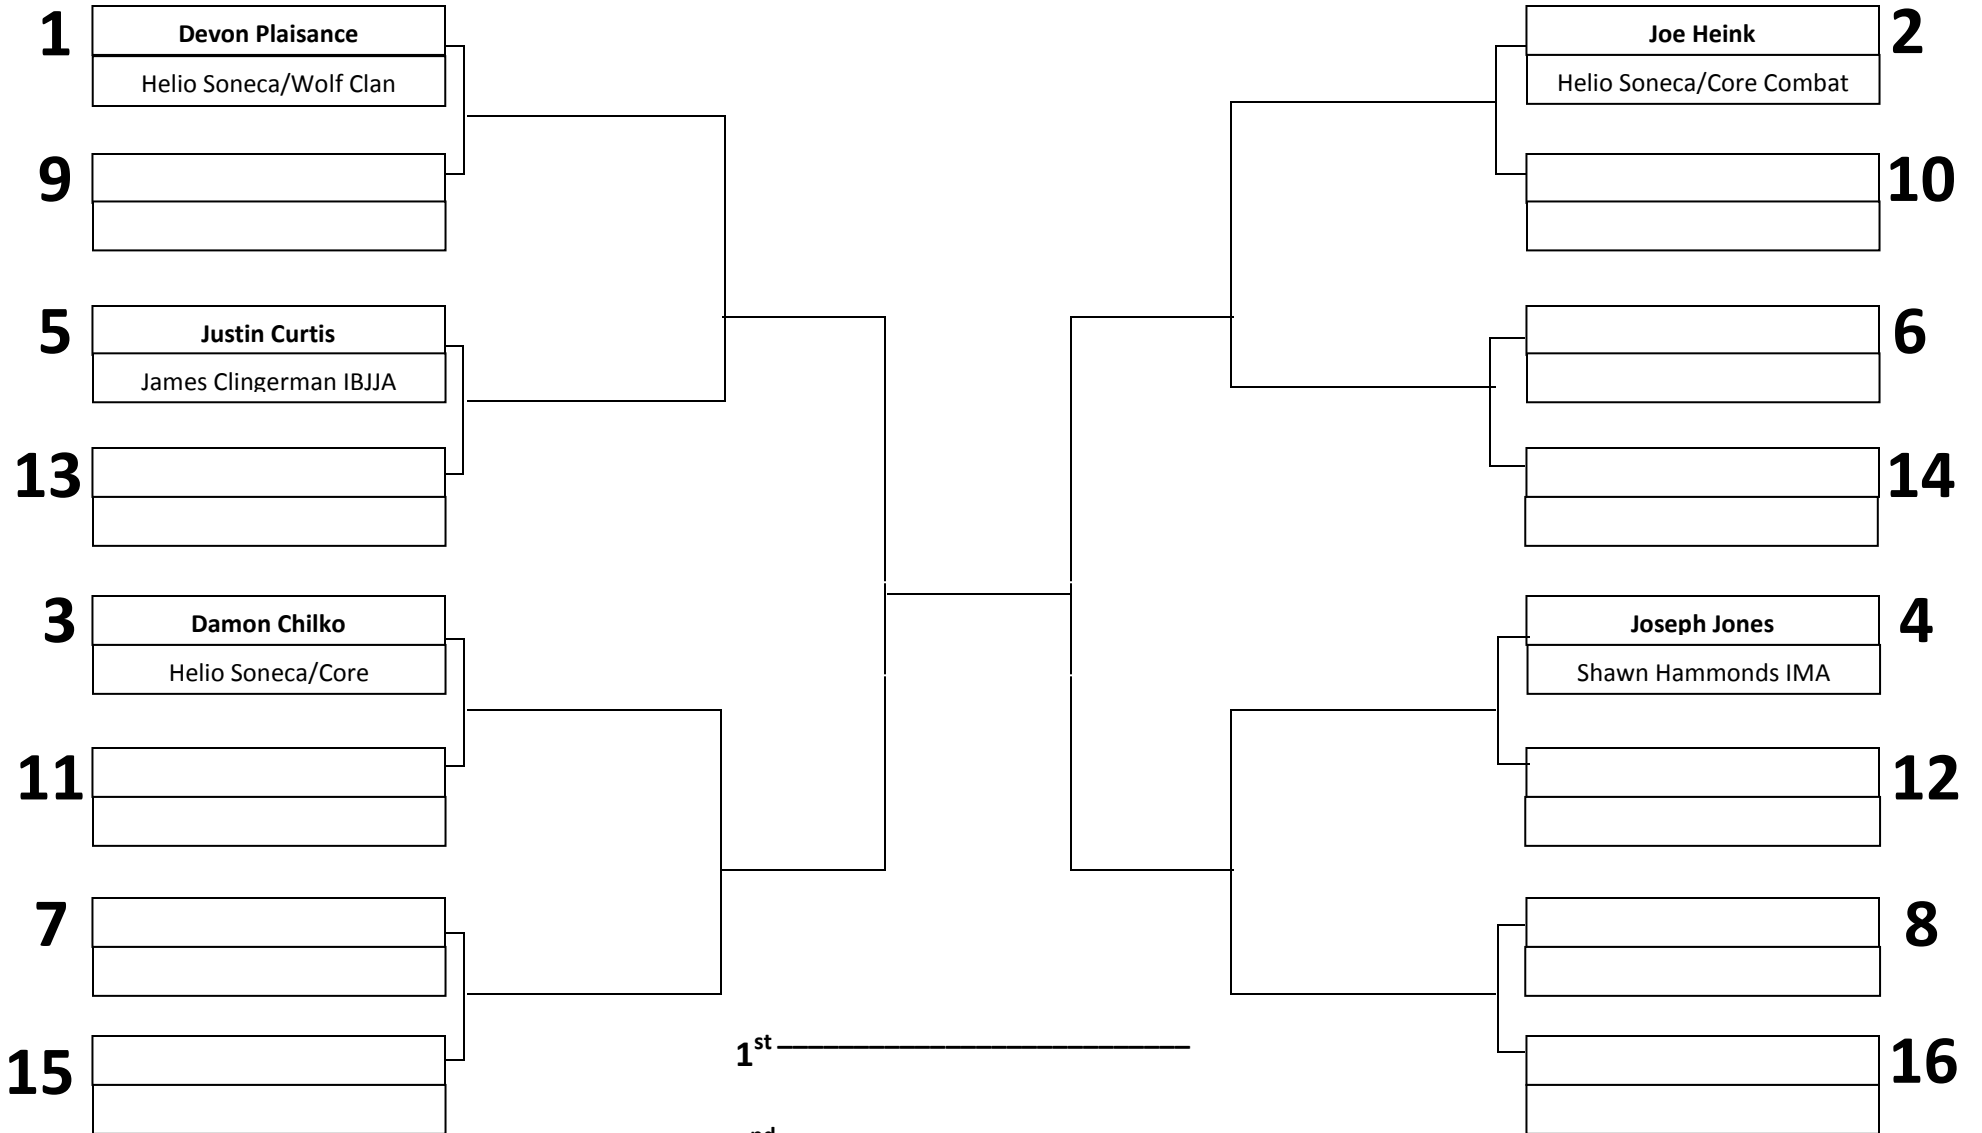 1
Devon Plaisance
Helio Soneca/Wolf Clan
9
5
Justin Curtis
James Clingerman IBJJA
13
3
Damon Chilko
Helio Soneca/Core
11
7
15
Joe Heink
2
Helio Soneca/Core Combat
10
6
14
Joseph Jones
4
Shawn Hammonds IMA
12
8
16
1st
nd